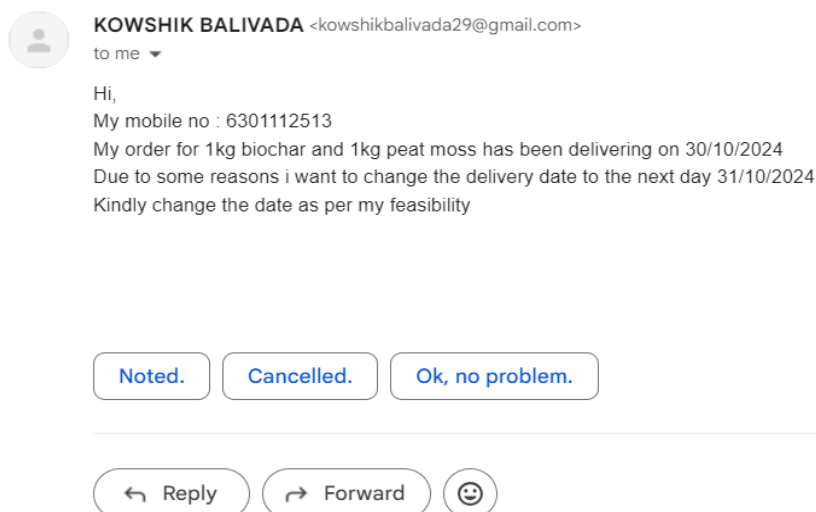 KOWSHIK BALIVADA <kowshikbalivada29@gmail.com>
to me
Hi,
My mobile no : 6301112513
My order for 1kg biochar and 1kg peat moss has been delivering on 30/10/2024
Due to some reasons i want to change the delivery date to the next day 31/10/2024
Kindly change the date as per my feasibility
Noted. Cancelled. Ok, no problem.
Reply Forward